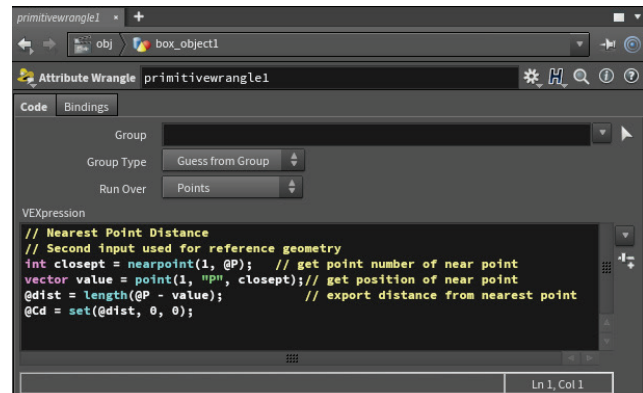 primitivewrangle1
obj box_object1
Attribute Wrangle primitivewrangle1
Code Bindings
Group
Group Type Guess from Group
Run Over Points
VEXpression
// Nearest Point Distance
// Second input used for reference geometry
int closept = nearpoint(1, @P);   // get point number of near point
vector value = point(1, "P", closept);// get position of near point
@dist = length(@P - value);           // export distance from nearest point
@Cd = set(@dist, 0, 0);
Ln 1, Col 1